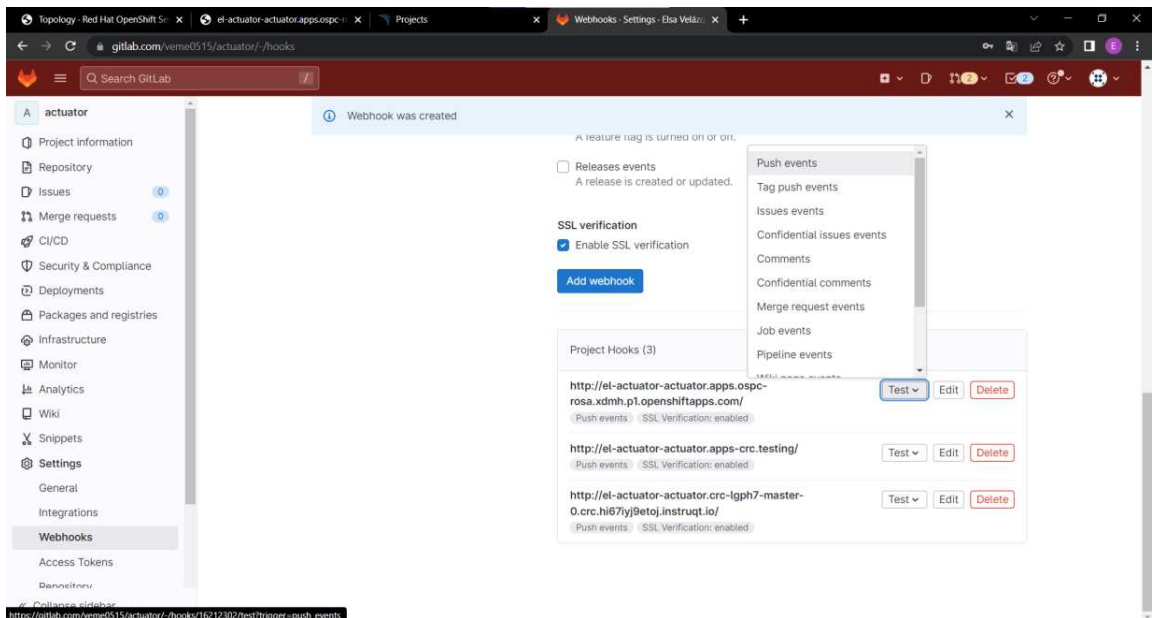 Topology - Red Hat OpenShift Se
el-actuator-actuator.apps.ospc-r
Projects
Webhooks - Settings - Elsa Veláz
gitlab.com/veme0515/actuator/-/hooks
E
Search GitLab
/
2
2
A actuator
Project information
Repository
Issues 0
Merge requests 0
CI/CD
Security & Compliance
Deployments
Packages and registries
Infrastructure
Monitor
Analytics
Wiki
Snippets
Settings
General
Integrations
Webhooks
Access Tokens
Repository
Collapse sidebar
https://gitlab.com/veme0515/actuator/-/hooks/16212302/test?trigger=push_events
Webhook was created
A feature flag is turned on or off.
Releases events
A release is created or updated.
SSL verification
Enable SSL verification
Add webhook
Push events
Tag push events
Issues events
Confidential issues events
Comments
Confidential comments
Merge request events
Job events
Pipeline events
Wiki page events
Project Hooks (3)
http://el-actuator-actuator.apps.ospc-
rosa.xdmh.p1.openshiftapps.com/
Push events SSL Verification: enabled
Test Edit Delete
http://el-actuator-actuator.apps-crc.testing/
Push events SSL Verification: enabled
Test Edit Delete
http://el-actuator-actuator.crc-lgph7-master-
0.crc.hi67iyj9etoj.instruqt.io/
Push events SSL Verification: enabled
Test Edit Delete